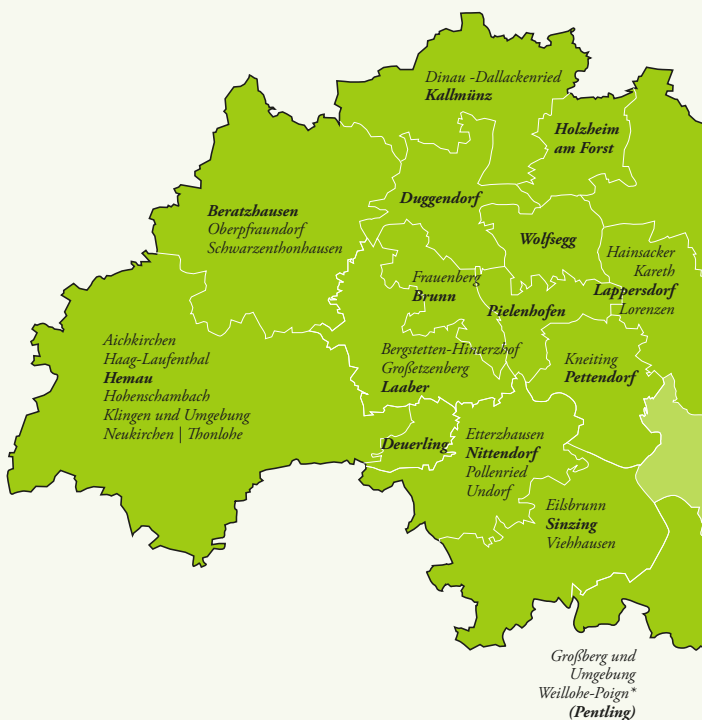 Dinau -Dallackenried
Kallmünz
Holzheim
am Forst
Beratzhausen
Oberpfraundorf
Schwarzenthonhausen
Duggendorf
Wolfsegg
Hainsacker
Kareth
Lappersdorf
Lorenzen
Frauenberg
Brunn
Pielenhofen
Aichkirchen
Haag-Laufenthal
Hemau
Hohenschambach
Klingen und Umgebung
Neukirchen | Thonlohe
Bergstetten-Hinterzhof
Großetzenberg
Laaber
Kneiting
Pettendorf
Deuerling
Etterzhausen
Nittendorf
Pollenried
Undorf
Eilsbrunn
Sinzing
Viehhausen
Großberg und
Umgebung
Weillohe-Poign*
(Pentling)